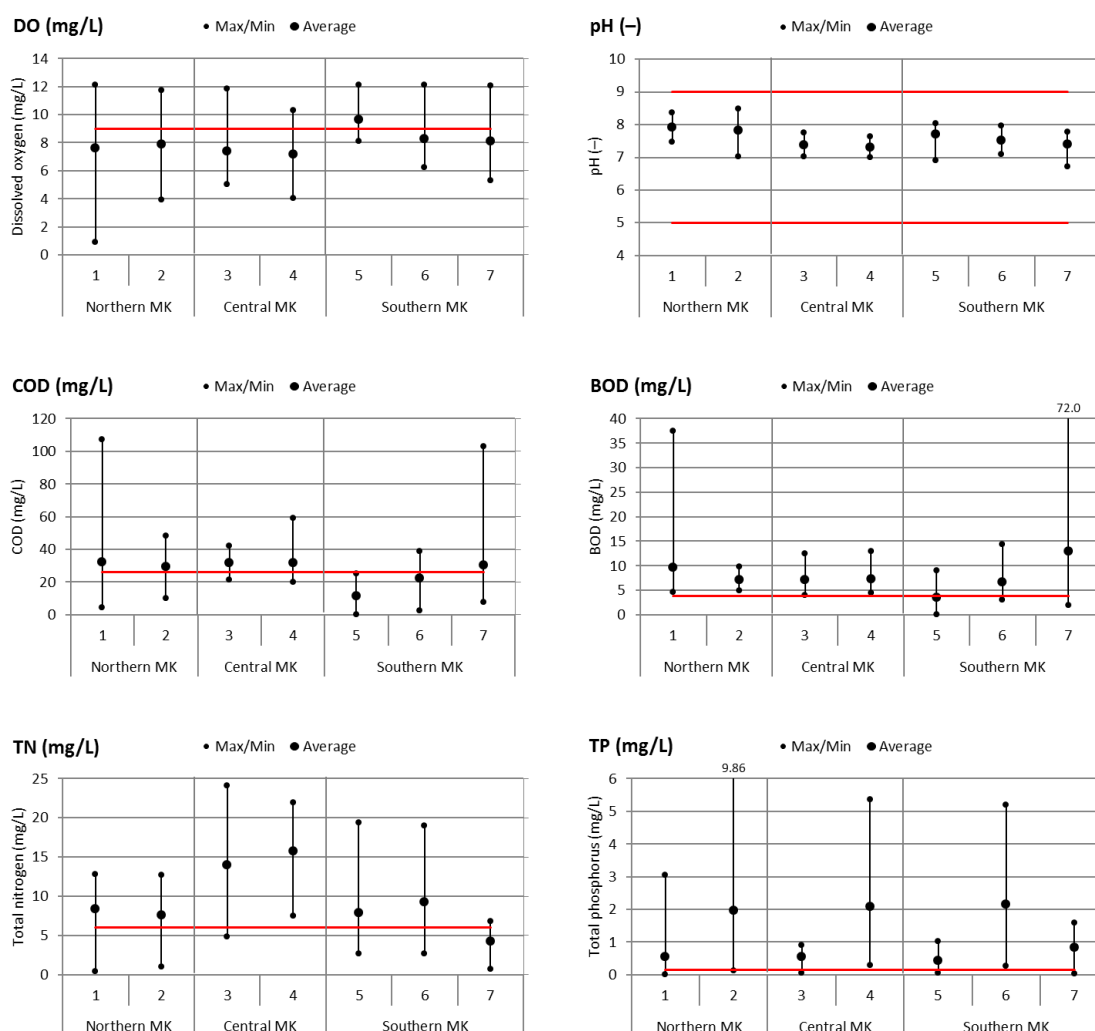 DO (mg/L)
• Max/Min ● Average
Dissolved oxygen (mg/L)
14
12
10
8
6
4
2
0
1 2 3 4 5 6 7
Northern MK Central MK Southern MK
pH (–)
• Max/Min ● Average
pH (–)
10
9
8
7
6
5
4
1 2 3 4 5 6 7
Northern MK Central MK Southern MK
COD (mg/L)
• Max/Min ● Average
COD (mg/L)
120
100
80
60
40
20
0
1 2 3 4 5 6 7
Northern MK Central MK Southern MK
BOD (mg/L)
• Max/Min ● Average
72.0
BOD (mg/L)
40
35
30
25
20
15
10
5
0
1 2 3 4 5 6 7
Northern MK Central MK Southern MK
TN (mg/L)
• Max/Min ● Average
Total nitrogen (mg/L)
25
20
15
10
5
0
1 2 3 4 5 6 7
Northern MK Central MK Southern MK
TP (mg/L)
• Max/Min ● Average
9.86
Total phosphorus (mg/L)
6
5
4
3
2
1
0
1 2 3 4 5 6 7
Northern MK Central MK Southern MK